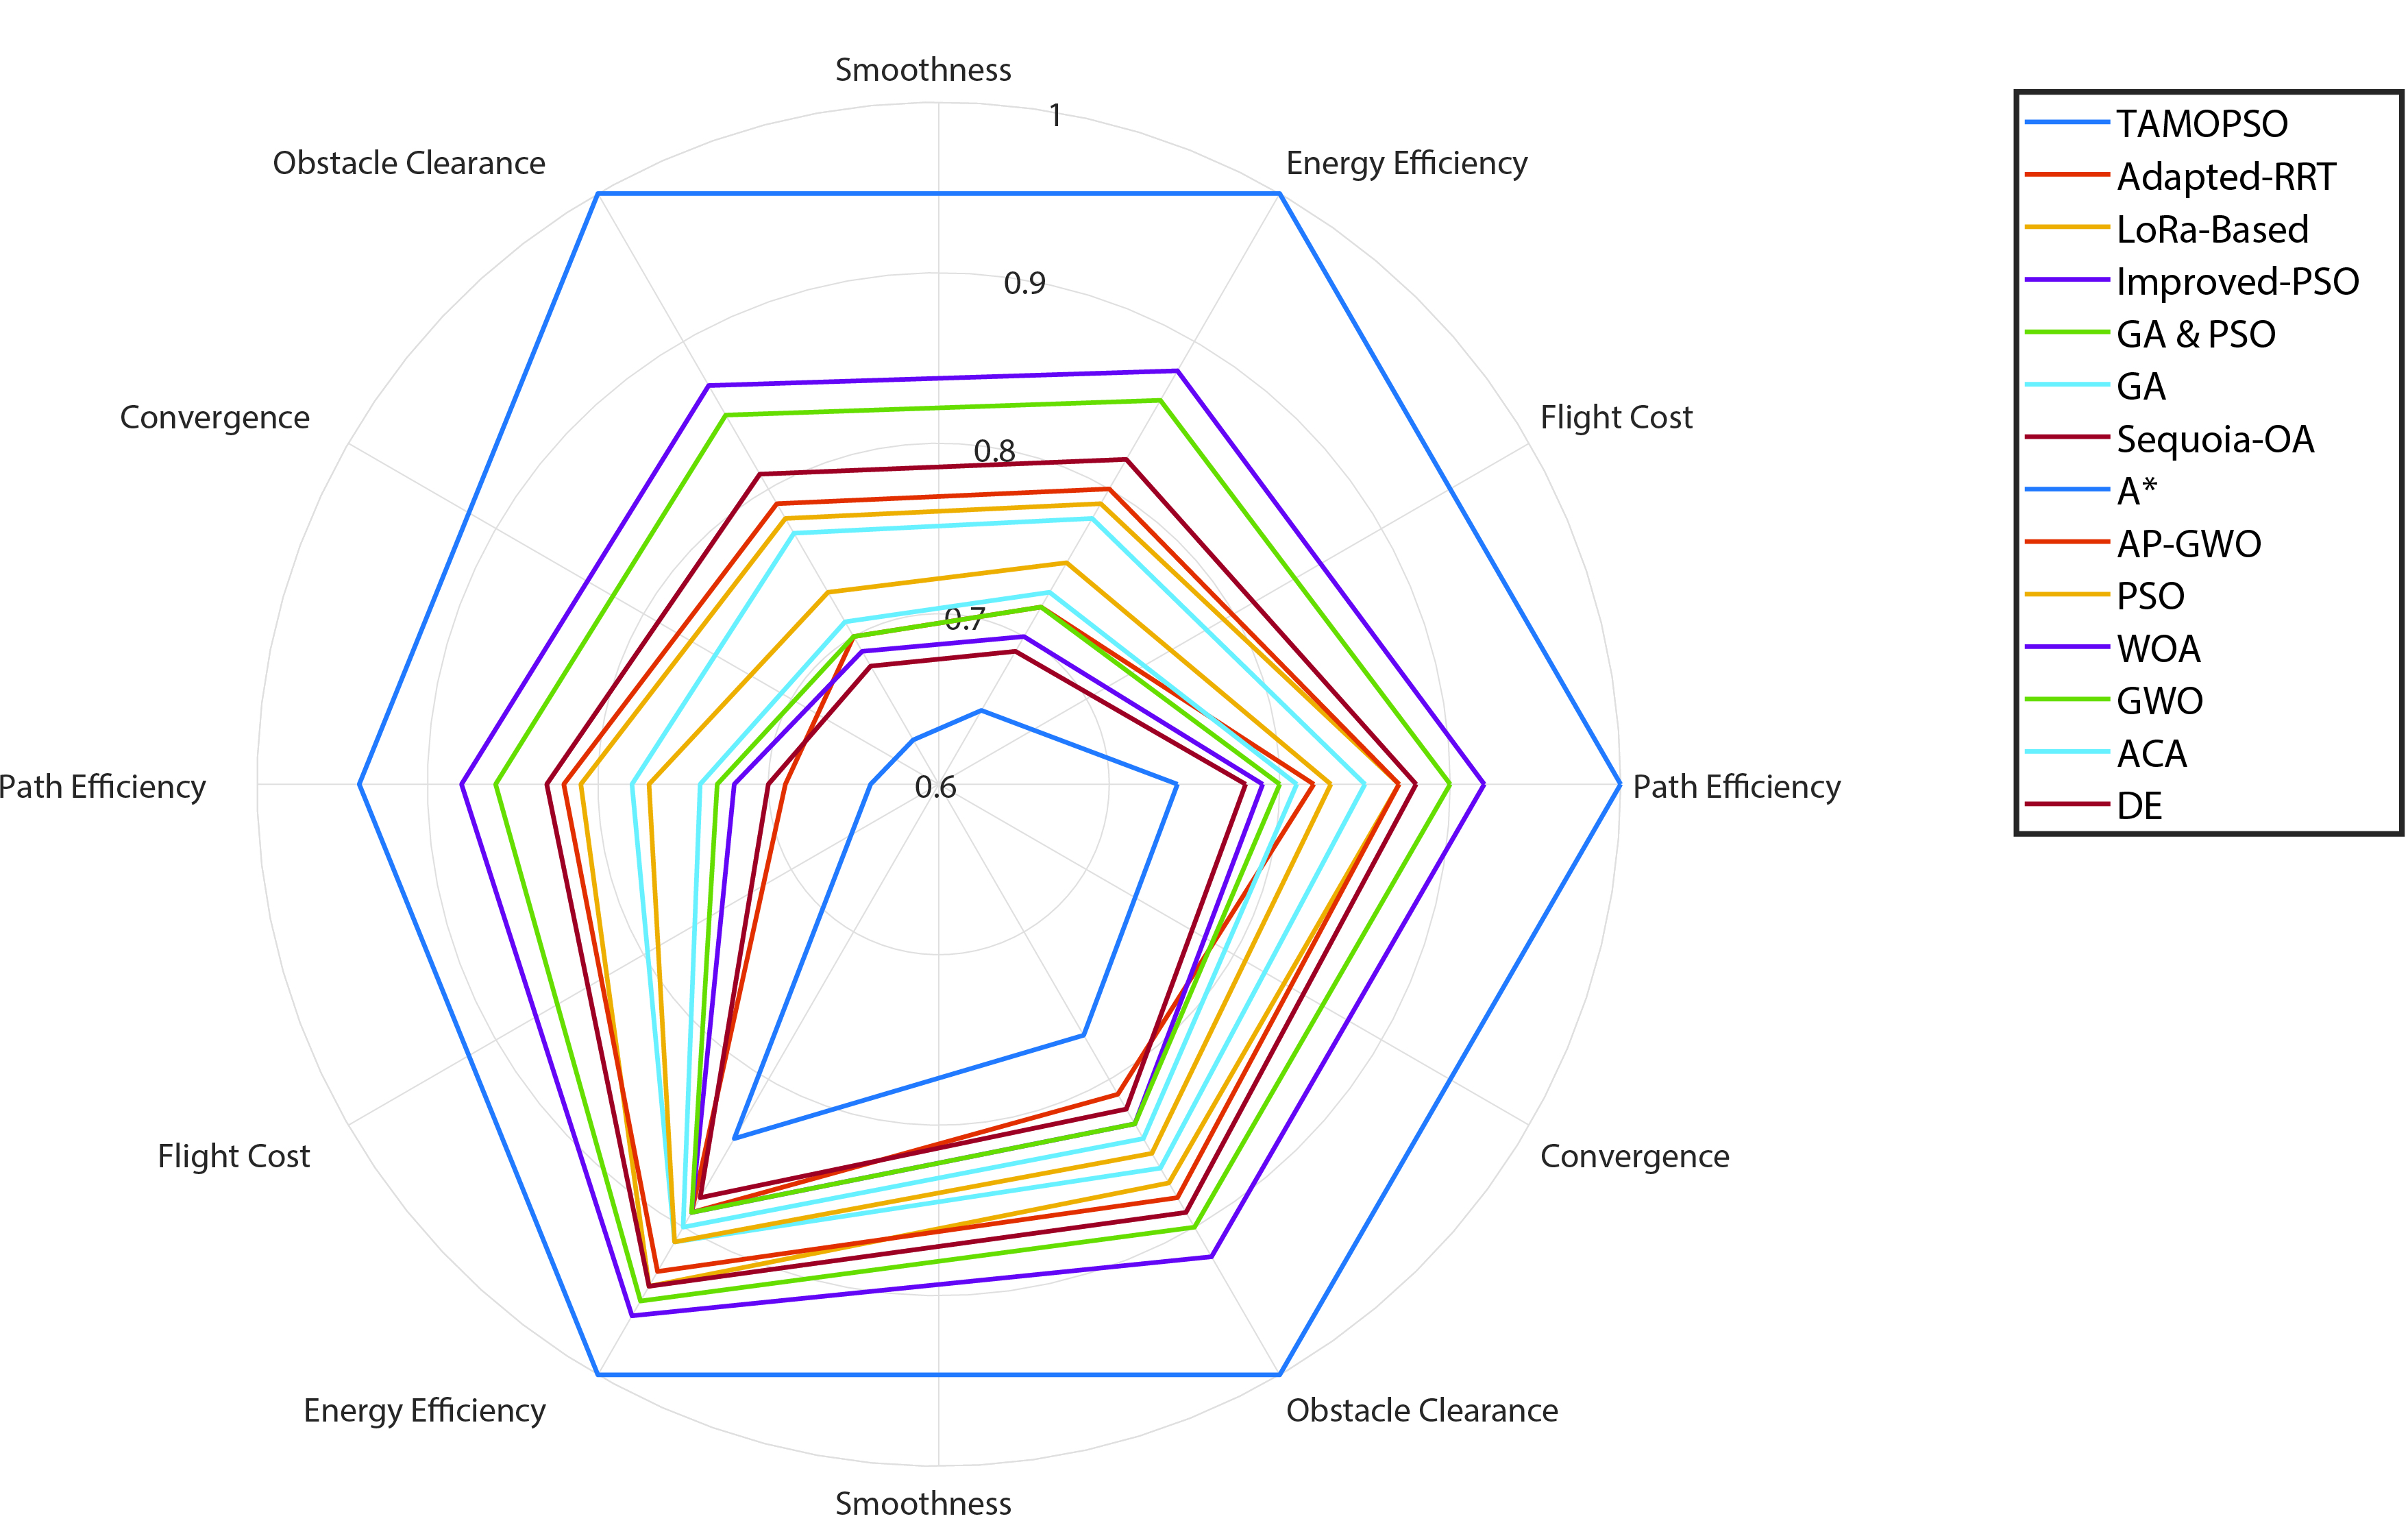 Smoothness
1
Obstacle Clearance
Energy Efficiency
0.9
Convergence
Flight Cost
0.8
0.7
Path Efficiency
0.6
Path Efficiency
Flight Cost
Convergence
Energy Efficiency
Obstacle Clearance
Smoothness
TAMOPSO
Adapted-RRT
LoRa-Based
Improved-PSO
GA & PSO
GA
Sequoia-OA
A*
AP-GWO
PSO
WOA
GWO
ACA
DE